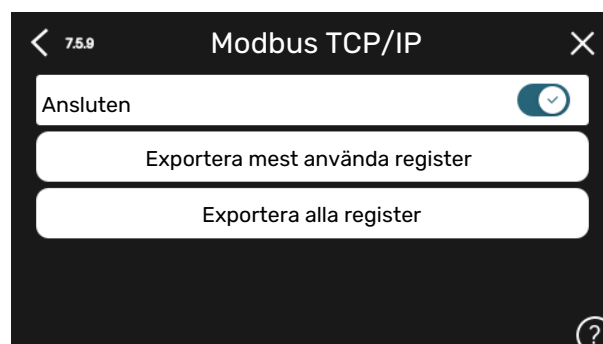 7.5.9 Modbus TCP/IP
Ansluten
Exportera mest använda register
Exportera alla register
?